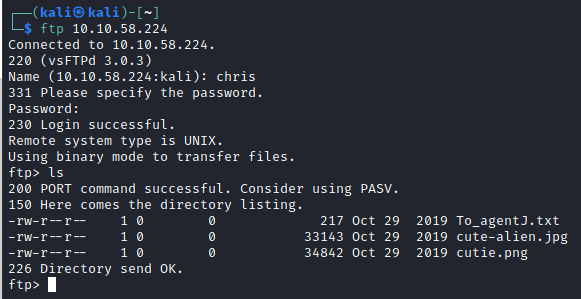 ┌──(kali㉿kali)-[~]
└─$ ftp 10.10.58.224
Connected to 10.10.58.224.
220 (vsFTPd 3.0.3)
Name (10.10.58.224:kali): chris
331 Please specify the password.
Password:
230 Login successful.
Remote system type is UNIX.
Using binary mode to transfer files.
ftp> ls
200 PORT command successful. Consider using PASV.
150 Here comes the directory listing.
-rw-r--r--    1 0        0             217 Oct 29  2019 To_agentJ.txt
-rw-r--r--    1 0        0           33143 Oct 29  2019 cute-alien.jpg
-rw-r--r--    1 0        0           34842 Oct 29  2019 cutie.png
226 Directory send OK.
ftp>